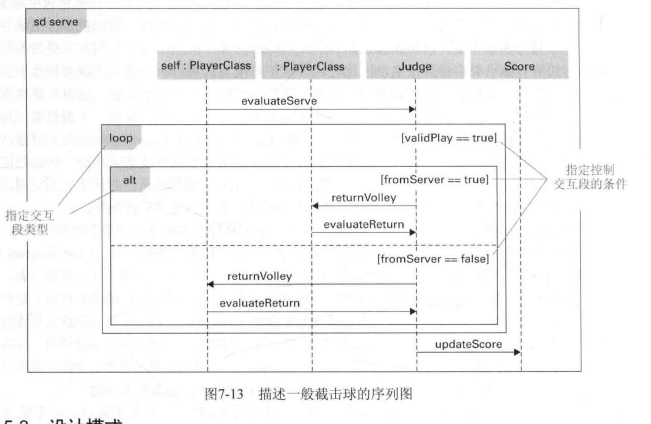 sd serve
self : PlayerClass
: PlayerClass
Judge
Score
evaluateServe
loop
[validPlay == true]
alt
[fromServer == true]
指定控制
交互段的条件
returnVolley
指定交互
段类型
evaluateReturn
[fromServer == false]
returnVolley
evaluateReturn
updateScore
图7-13 描述一般截击球的序列图
设计模式